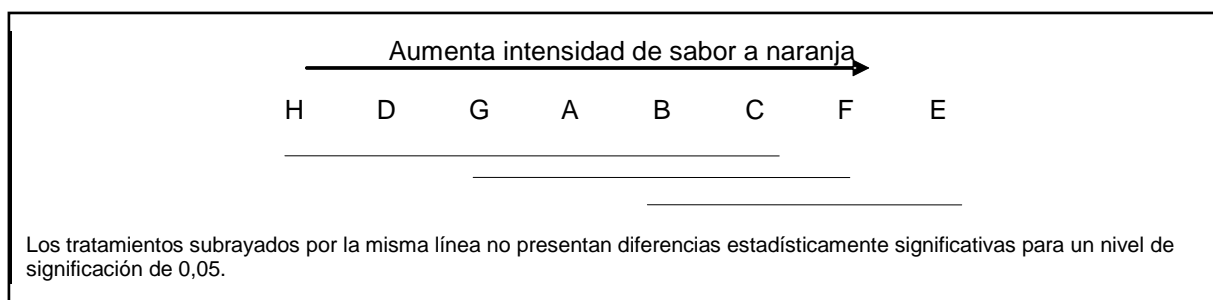 Aumenta intensidad de sabor a naranja
H D G A B C F E
Los tratamientos subrayados por la misma línea no presentan diferencias estadísticamente significativas para un nivel de
significación de 0,05.